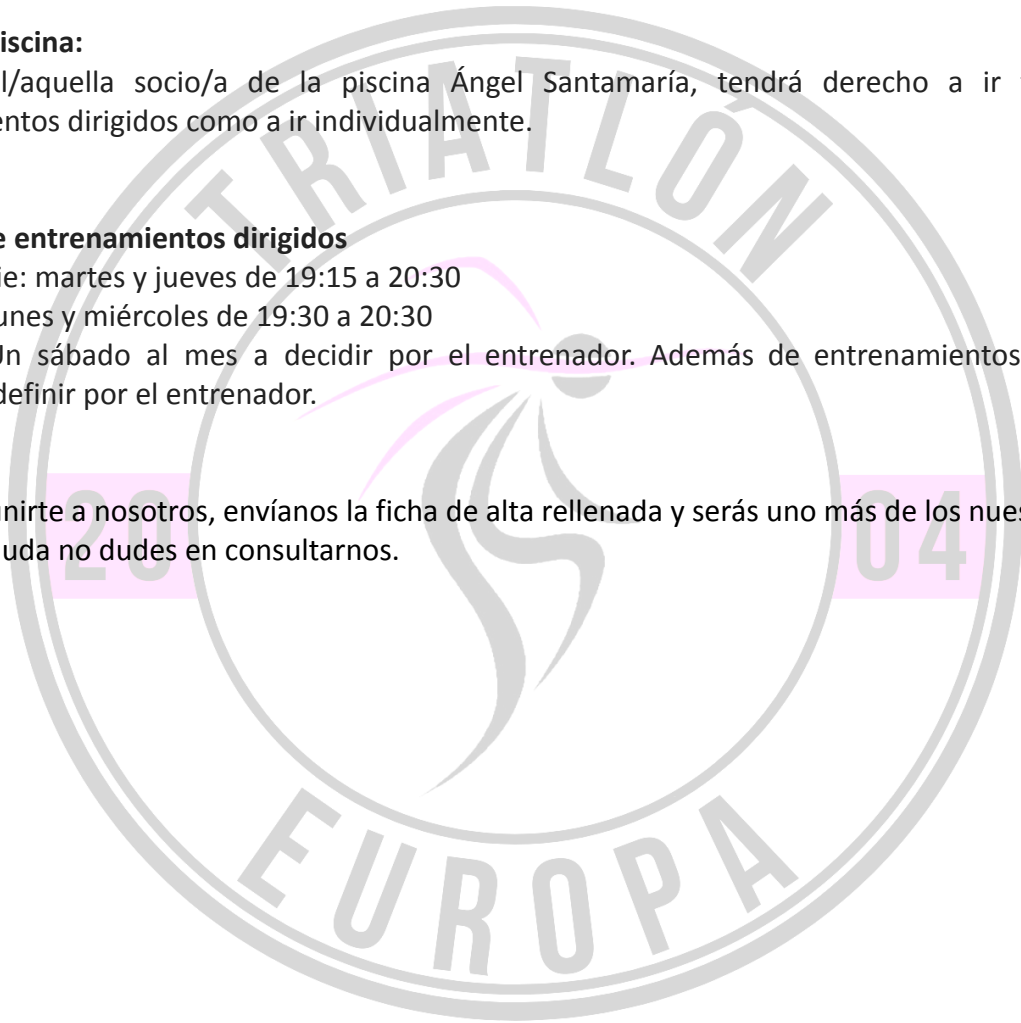 iscina:
l/aquella socio/a de la piscina Ángel Santamaría, tendrá derecho a ir
entos dirigidos como a ir individualmente.
e entrenamientos dirigidos
ie: martes y jueves de 19:15 a 20:30
unes y miércoles de 19:30 a 20:30
Un sábado al mes a decidir por el entrenador. Además de entrenamientos
definir por el entrenador.
unirte a nosotros, envíanos la ficha de alta rellenada y serás uno más de los nues
uda no dudes en consultarnos.
TRIATLÓN
20 04
EUROPA